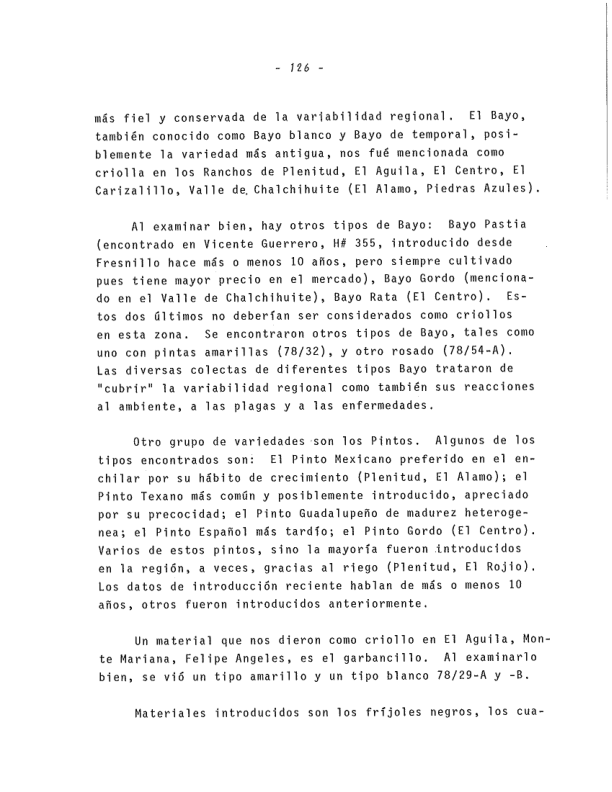 - 126 -
más fiel y conservada de la variabilidad regional. El Bayo,
también conocido como Bayo blanco y Bayo de temporal, posi-
blemente la variedad más antigua, nos fué mencionada como
criolla en los Ranchos de Plenitud, El Aguila, El Centro, El
Carizalillo, Valle de Chalchihuite (El Alamo, Piedras Azules).
Al examinar bien, hay otros tipos de Bayo: Bayo Pastia
(encontrado en Vicente Guerrero, H# 355, introducido desde
Fresnillo hace más o menos 10 años, pero siempre cultivado
pues tiene mayor precio en el mercado), Bayo Gordo (menciona-
do en el Valle de Chalchihuite), Bayo Rata (El Centro). Es-
tos dos últimos no deberían ser considerados como criollos
en esta zona. Se encontraron otros tipos de Bayo, tales como
uno con pintas amarillas (78/32), y otro rosado (78/54-A).
Las diversas colectas de diferentes tipos Bayo trataron de
"cubrir" la variabilidad regional como también sus reacciones
al ambiente, a las plagas y a las enfermedades.
Otro grupo de variedades son los Pintos. Algunos de los
tipos encontrados son: El Pinto Mexicano preferido en el en-
chilar por su hábito de crecimiento (Plenitud, El Alamo); el
Pinto Texano más común y posiblemente introducido, apreciado
por su precocidad; el Pinto Guadalupeño de madurez heteroge-
nea; el Pinto Español más tardío; el Pinto Gordo (El Centro).
Varios de estos pintos, sino la mayoría fueron introducidos
en la región, a veces, gracias al riego (Plenitud, El Rojio).
Los datos de introducción reciente hablan de más o menos 10
años, otros fueron introducidos anteriormente.
Un material que nos dieron como criollo en El Aguila, Mon-
te Mariana, Felipe Angeles, es el garbancillo. Al examinarlo
bien, se vió un tipo amarillo y un tipo blanco 78/29-A y -B.
Materiales introducidos son los fríjoles negros, los cua-